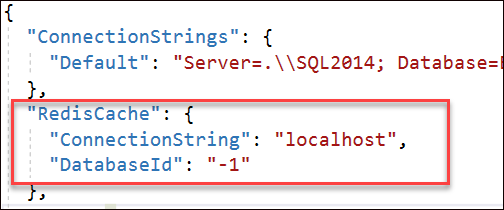 {
"ConnectionStrings": {
"Default": "Server=.\\SQL2014; Database=
},
"RedisCache": {
"ConnectionString": "localhost",
"DatabaseId": "-1"
},